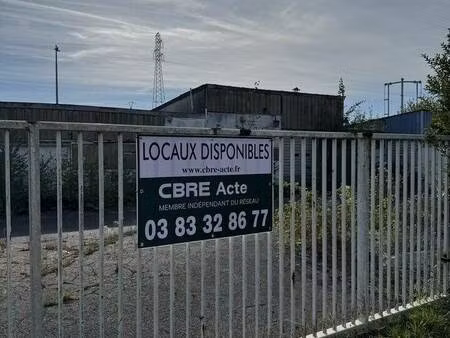 LOCAUX DISPONIBLES
www.cbre-acte.fr
CBRE Acte
MEMBRE INDÉPENDANT DU RÉSEAU
03 83 32 86 77